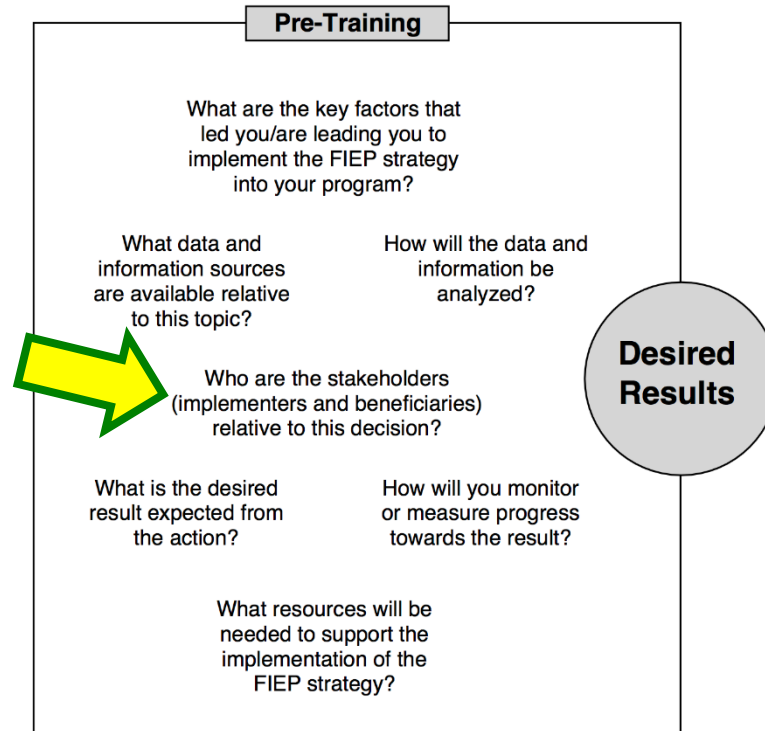 Pre-Training
What are the key factors that
led you/are leading you to
implement the FIEP strategy
into your program?
What data and
information sources
are available relative
to this topic?
How will the data and
information be
analyzed?
Who are the stakeholders
(implementers and beneficiaries)
relative to this decision?
Desired
Results
What is the desired
result expected from
the action?
How will you monitor
or measure progress
towards the result?
What resources will be
needed to support the
implementation of the
FIEP strategy?